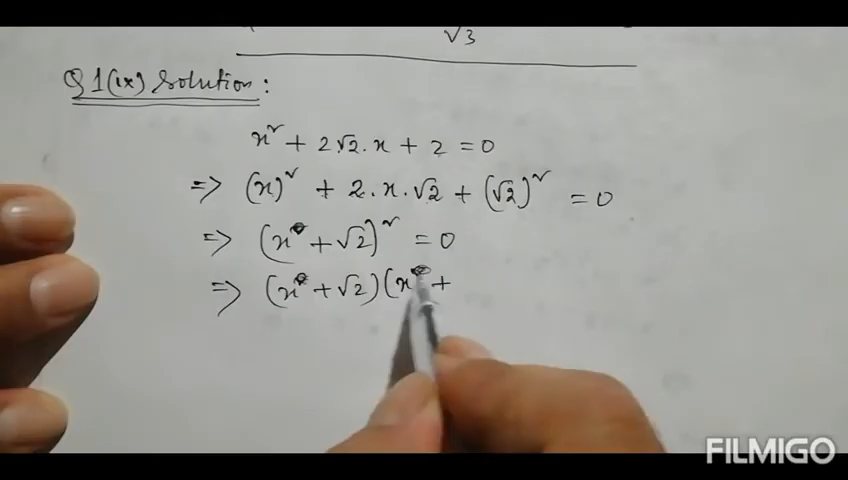 √3
Q 1(ix) Solution :
x² + 2√2.x + 2 = 0
=> (x)² + 2.x.√2 + (√2)² = 0
=> (x + √2)² = 0
=> (x + √2)(x +
FILMIGO